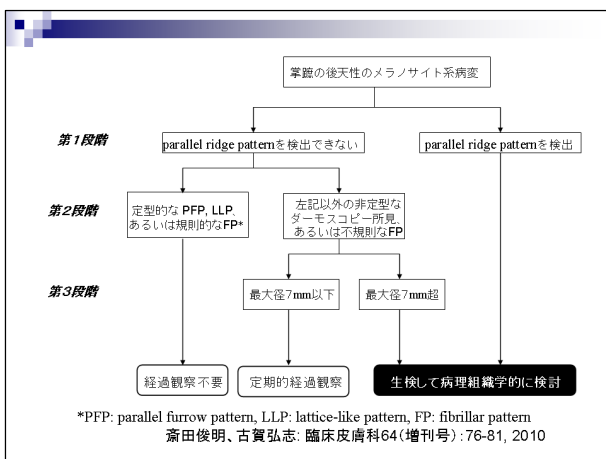 掌蹠の後天性のメラノサイト系病変
第1段階
parallel ridge patternを検出できない
parallel ridge patternを検出
第2段階
定型的な PFP, LLP、
あるいは規則的なFP*
左記以外の非定型な
ダーモスコピー所見、
あるいは不規則なFP
第3段階
最大径7mm以下
最大径7mm超
経過観察不要
定期的経過観察
生検して病理組織学的に検討
*PFP: parallel furrow pattern, LLP: lattice-like pattern, FP: fibrillar pattern
斎田俊明、古賀弘志: 臨床皮膚科64(増刊号):76-81, 2010